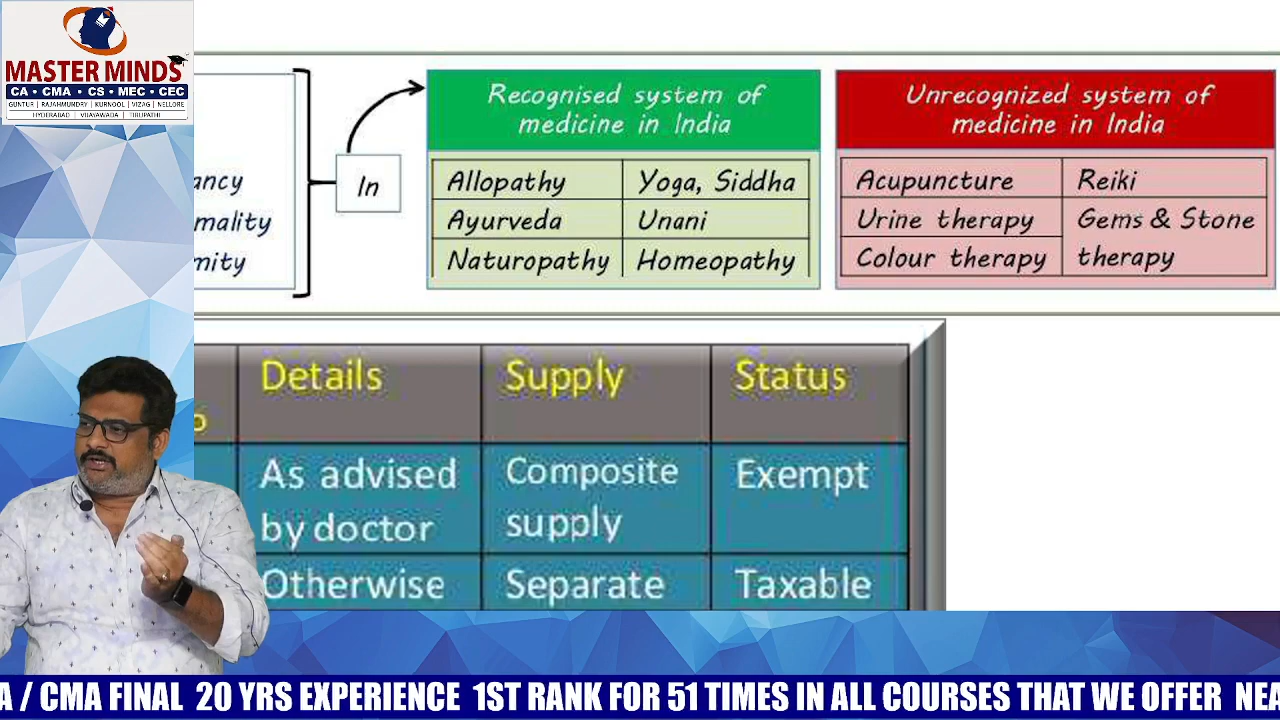 MASTER MINDS
CA • CMA • CS • MEC • CEC
GUNTUR | RAJAHMUNDRY | KURNOOL | VIZAG | NELLORE
HYDERABAD | VIJAYAWADA | TIRUPATHI
ancy
mality
mity
In
Recognised system of
medicine in India
Allopathy Yoga, Siddha
Ayurveda Unani
Naturopathy Homeopathy
Unrecognized system of
medicine in India
Acupuncture Reiki
Urine therapy Gems & Stone
Colour therapy therapy
Details Supply Status
As advised Composite Exempt
by doctor supply
Otherwise Separate Taxable
A / CMA FINAL 20 YRS EXPERIENCE 1ST RANK FOR 51 TIMES IN ALL COURSES THAT WE OFFER NEA